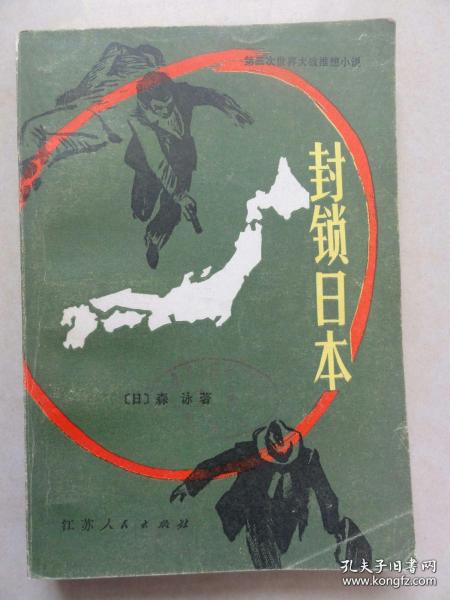 ——第三次世界大战推想小说
封锁日本
〔日〕森 泳著
江苏人民出版社
孔夫子旧书网
www.kongfz.com